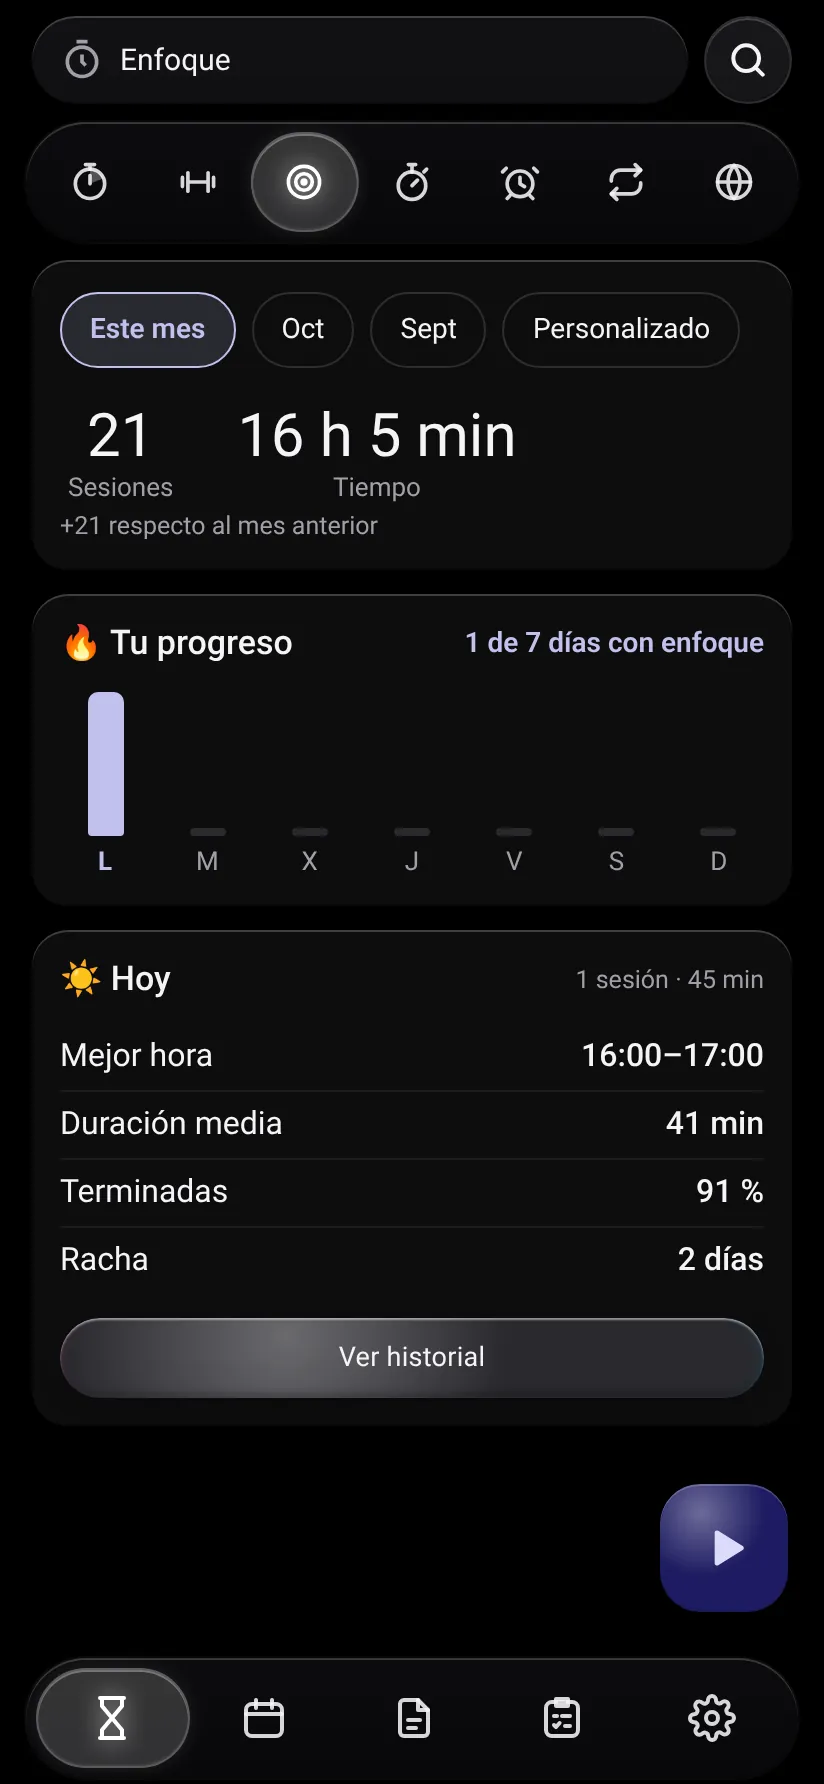 Enfoque
Este mes Oct Sept Personalizado
21 16 h 5 min
Sesiones Tiempo
+21 respecto al mes anterior
🔥 Tu progreso 1 de 7 días con enfoque
L M X J V S D
☀️ Hoy 1 sesión · 45 min
Mejor hora 16:00–17:00
Duración media 41 min
Terminadas 91 %
Racha 2 días
Ver historial